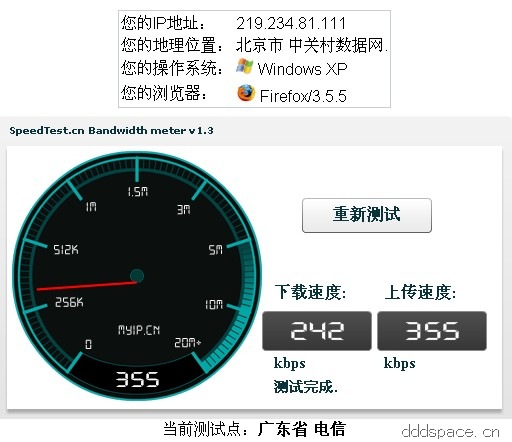 您的IP地址： 219.234.81.111
您的地理位置： 北京市 中关村数据网.
您的操作系统： Windows XP
您的浏览器： Firefox/3.5.5
SpeedTest.cn Bandwidth meter v1.3
0
256K
512K
1M
1.5M
3M
5M
10M
20M+
MYIP.CN
355
重新测试
下载速度: 上传速度:
242 355
kbps kbps
测试完成.
当前测试点：广东省 电信
dddspace.cn